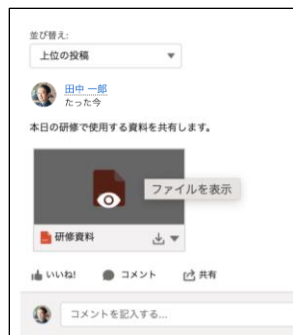 並び替え:
上位の投稿
田中 一郎
たった今
本日の研修で使用する資料を共有します。
ファイルを表示
研修資料
いいね! コメント 共有
コメントを記入する...